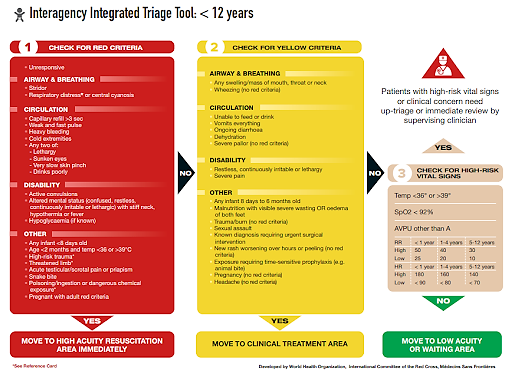 Interagency Integrated Triage Tool: < 12 years
1 CHECK FOR RED CRITERIA
• Unresponsive
AIRWAY & BREATHING
• Stridor
• Respiratory distress* or central cyanosis
CIRCULATION
• Capillary refill >3 sec
• Weak and fast pulse
• Heavy bleeding
• Cold extremities
• Any two of:
- Lethargy
- Sunken eyes
- Very slow skin pinch
- Drinks poorly
DISABILITY
• Active convulsions
• Altered mental status (confused, restless,
continuously irritable or lethargic) with stiff neck,
hypothermia or fever
• Hypoglycaemia (if known)
OTHER
• Any infant <8 days old
• Age <2 months and temp <36 or >39°C
• High-risk trauma*
• Threatened limb*
• Acute testicular/scrotal pain or priapism
• Snake bite
• Poisoning/ingestion or dangerous chemical
exposure*
• Pregnant with adult red criteria
YES
MOVE TO HIGH ACUITY RESUSCITATION
AREA IMMEDIATELY
NO
2 CHECK FOR YELLOW CRITERIA
AIRWAY & BREATHING
• Any swelling/mass of mouth, throat or neck
• Wheezing (no red criteria)
CIRCULATION
• Unable to feed or drink
• Vomits everything
• Ongoing diarrhoea
• Dehydration
• Severe pallor (no red criteria)
DISABILITY
• Restless, continuously irritable or lethargy
• Severe pain
OTHER
• Any infant 8 days to 6 months old
• Malnutrition with visible severe wasting OR oedema
of both feet
• Trauma/burn (no red criteria)
• Sexual assault
• Known diagnosis requiring urgent surgical
intervention
• New rash worsening over hours or peeling (no red
criteria)
• Exposure requiring time-sensitive prophylaxis (e.g.
animal bite)
• Pregnancy (no red criteria)
• Headache (no red criteria)
YES
MOVE TO CLINICAL TREATMENT AREA
NO
Patients with high-risk vital signs
or clinical concern need
up-triage or immediate review by
supervising clinician
YES
3 CHECK FOR HIGH-RISK
VITAL SIGNS
Temp <36° or >39°
SpO2 < 92%
AVPU other than A
RR < 1 year 1-4 years 5-12 years
High 50 40 30
Low 25 20 10
HR < 1 year 1-4 years 5-12 years
High 180 160 140
Low < 90 < 80 < 70
NO
MOVE TO LOW ACUITY
OR WAITING AREA
*See Reference Card
Developed by World Health Organization, International Committee of the Red Cross, Médecins Sans Frontières